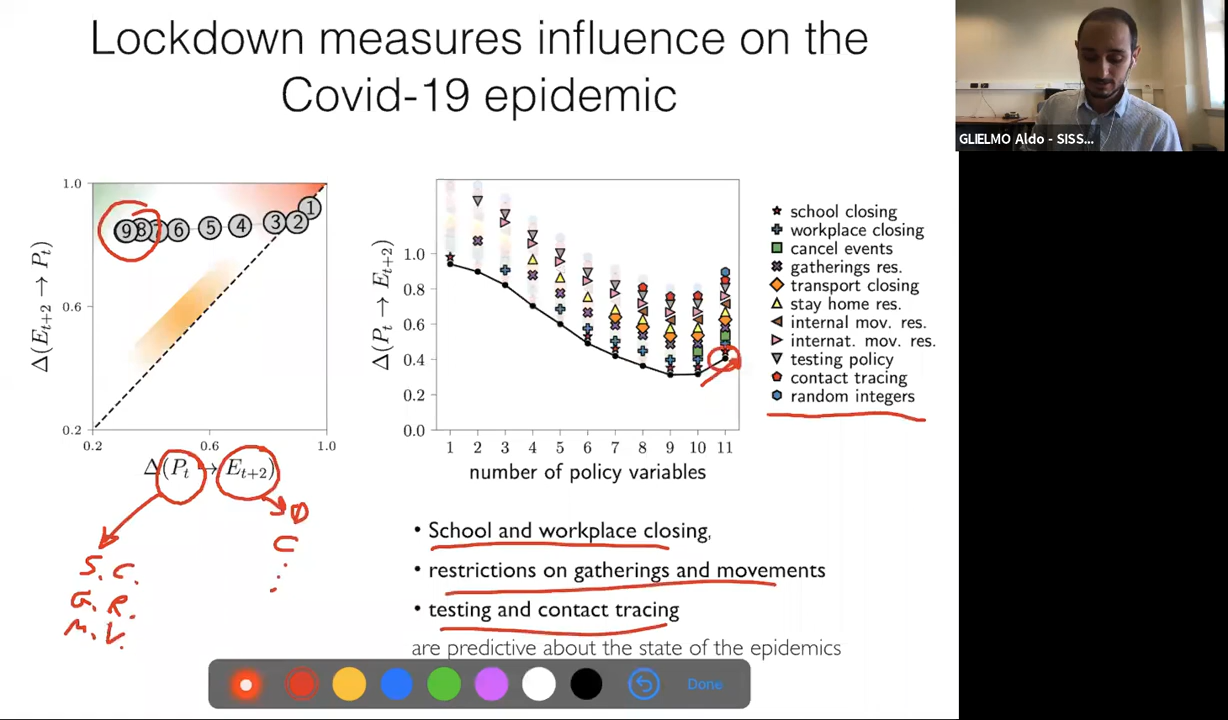 Lockdown measures influence on the
Covid-19 epidemic
GLIELMO Aldo - SISS...
1.0
0.6
0.2
Δ(E_{t+2} → P_t)
9 8 7 6 5 4 3 2 1
0.2 0.6 1.0
Δ(P_t → E_{t+2})
S. C.
G. R.
M. V.
D
C
1.0
0.8
0.6
0.4
0.2
0.0
Δ(P_t → E_{t+2})
1 2 3 4 5 6 7 8 9 10 11
number of policy variables
school closing
workplace closing
cancel events
gatherings res.
transport closing
stay home res.
internal mov. res.
internat. mov. res.
testing policy
contact tracing
random integers
• School and workplace closing,
• restrictions on gatherings and movements
• testing and contact tracing
are predictive about the state of the epidemics
Done